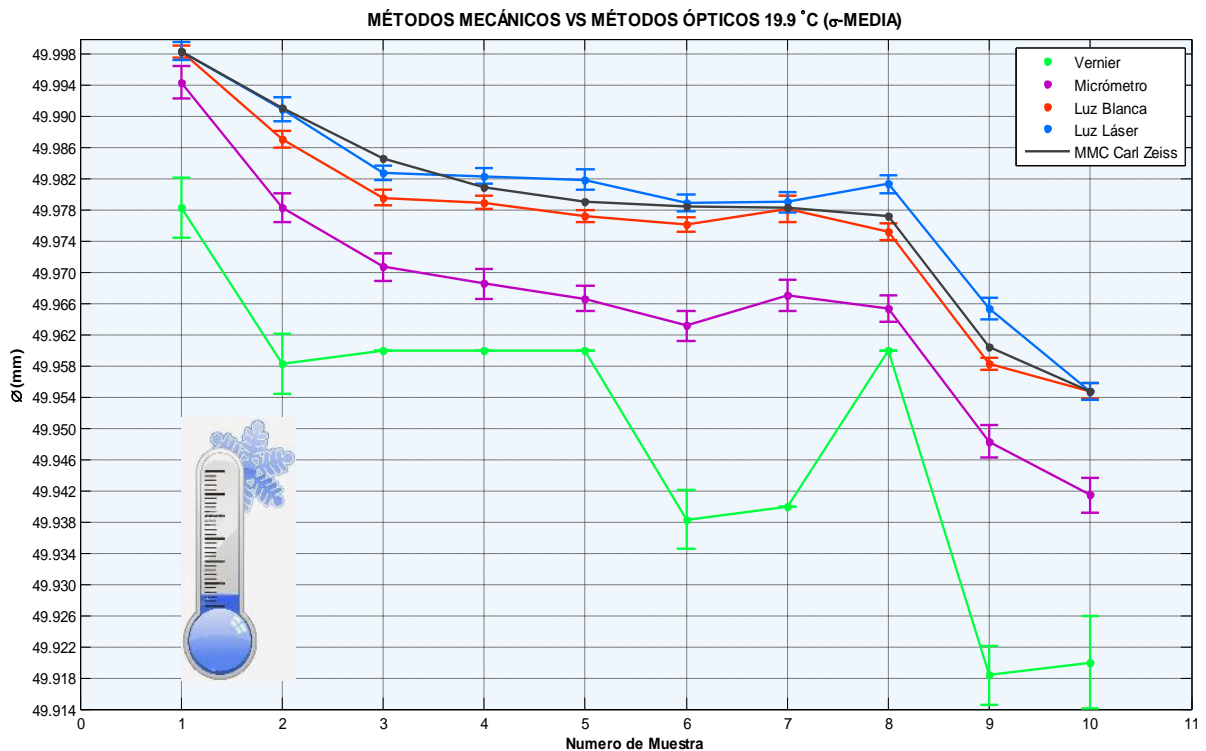 MÉTODOS MECÁNICOS VS MÉTODOS ÓPTICOS 19.9 ˚C (σ-MEDIA)
Ø (mm)
49.998
49.994
49.990
49.986
49.982
49.978
49.974
49.970
49.966
49.962
49.958
49.954
49.950
49.946
49.942
49.938
49.934
49.930
49.926
49.922
49.918
49.914
Vernier
Micrómetro
Luz Blanca
Luz Láser
MMC Carl Zeiss
0 1 2 3 4 5 6 7 8 9 10 11
Numero de Muestra